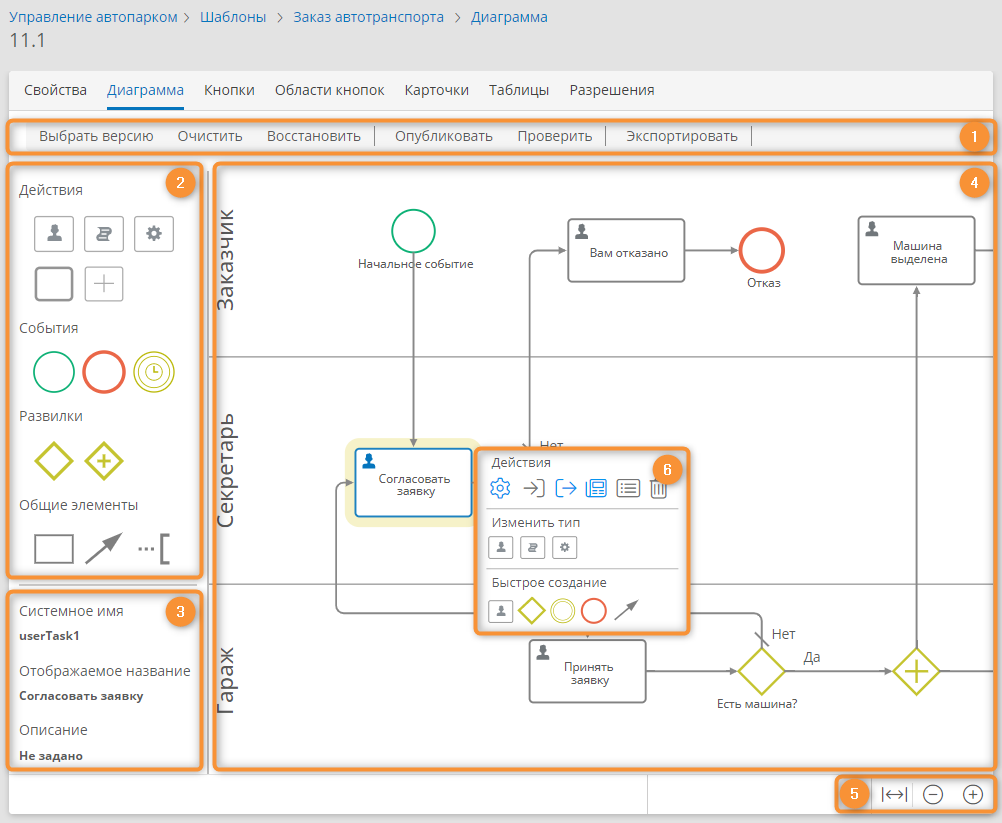 Управление автопарком > Шаблоны > Заказ автотранспорта > Диаграмма
11.1
Свойства Диаграмма Кнопки Области кнопок Карточки Таблицы Разрешения
Выбрать версию Очистить Восстановить Опубликовать Проверить Экспортировать 1
2
Действия
События
Развилки
Общие элементы
3
Системное имя
userTask1
Отображаемое название
Согласовать заявку
Описание
Не задано
4
Заказчик
Начальное событие
Вам отказано
Отказ
Машина
выделена
Секретарь
Согласовать
заявку
Нет
6
Действия
Изменить тип
Быстрое создание
Гараж
Принять
заявку
Нет
Да
Есть машина?
5